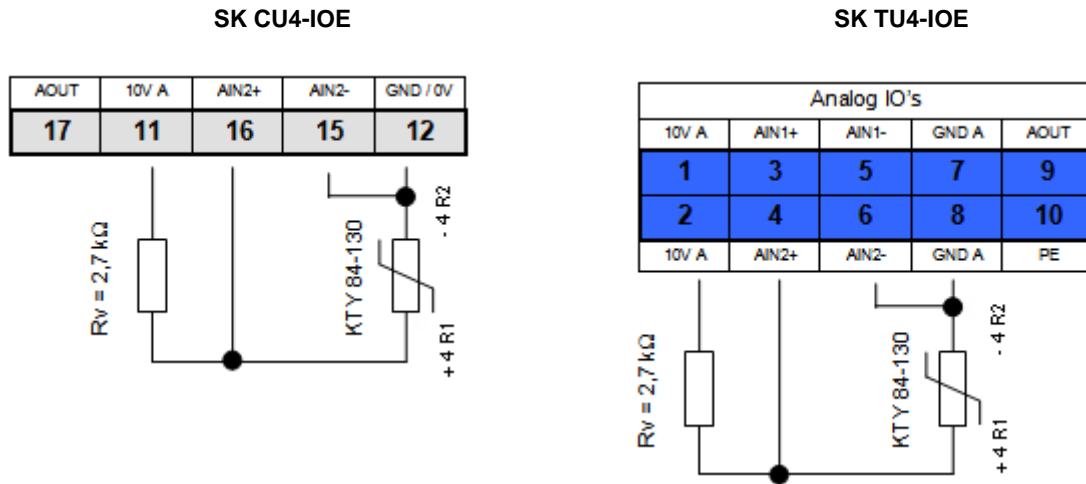 SK CU4-IOE
AOUT 10V A AIN2+ AIN2- GND / 0V
17 11 16 15 12
Rv = 2,7 kΩ
KTY 84-130
- 4 R2
+ 4 R1
SK TU4-IOE
Analog IO's
10V A AIN1+ AIN1- GND A AOUT
1 3 5 7 9
2 4 6 8 10
10V A AIN2+ AIN2- GND A PE
Rv = 2,7 kΩ
KTY 84-130
- 4 R2
+ 4 R1